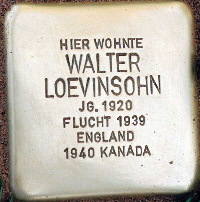 HIER WOHNTE
WALTER
LOEVINSOHN
JG. 1920
FLUCHT 1939
ENGLAND
1940 KANADA